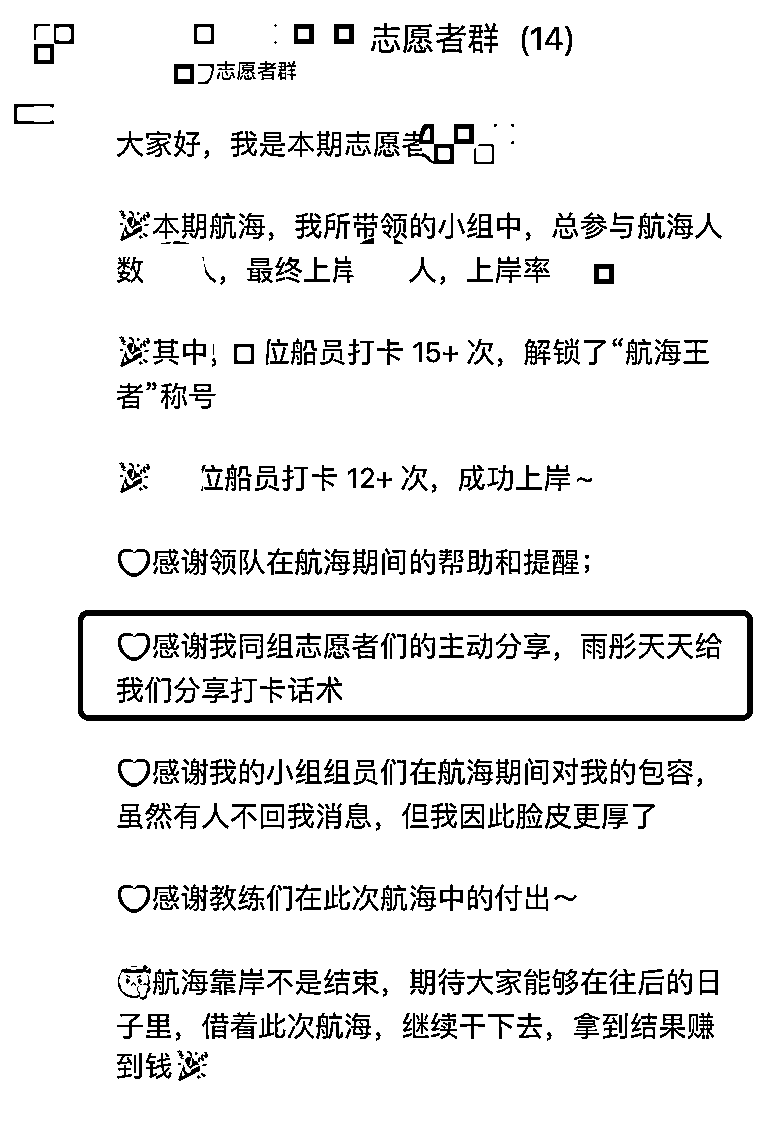 志愿者群 (14)
志愿者群
大家好，我是本期志愿者
🎉本期航海，我所带领的小组中，总参与航海人
数 人，最终上岸 人，上岸率
🎉其中，位船员打卡 15+ 次，解锁了“航海王
者”称号
🎉 位船员打卡 12+ 次，成功上岸～
♡感谢领队在航海期间的帮助和提醒；
♡感谢我同组志愿者们的主动分享，雨彤天天给
我们分享打卡话术
♡感谢我的小组组员们在航海期间对我的包容，
虽然有人不回我消息，但我因此脸皮更厚了
♡感谢教练们在此次航海中的付出～
航海靠岸不是结束，期待大家能够在往后的日
子里，借着此次航海，继续干下去，拿到结果赚
到钱🎉